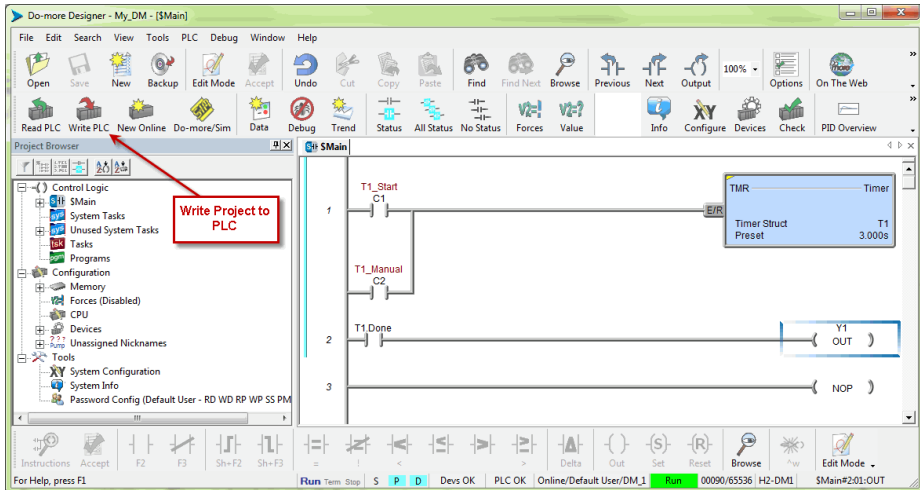 Do-more Designer - My_DM - [$Main]
File Edit Search View Tools PLC Debug Window Help
Open Save New Backup Edit Mode Accept Undo Cut Copy Paste Find Find Next Browse Previous Next Output 100% Options On The Web
Read PLC Write PLC New Online Do-more/Sim Data Debug Trend Status All Status No Status Forces Value Info Configure Devices Check PID Overview
Project Browser
$Main
Control Logic
$Main
System Tasks
Unused System Tasks
Tasks
Programs
Configuration
Memory
Forces (Disabled)
CPU
Devices
Unassigned Nicknames
Tools
System Configuration
System Info
Password Config (Default User - RD WD RP WP SS PM
Write Project to
PLC
T1_Start
C1
1
E/R
TMR Timer
Timer Struct T1
Preset 3.000s
T1_Manual
C2
T1.Done
2
Y1
OUT
3
NOP
Instructions Accept F2 F3 Sh+F2 Sh+F3 = ! < > Delta Out Set Reset Browse ^w Edit Mode
For Help, press F1
Run Term Stop S P D Devs OK PLC OK Online/Default User/DM_1 Run 00090/65536 H2-DM1 $Main#2:01:OUT